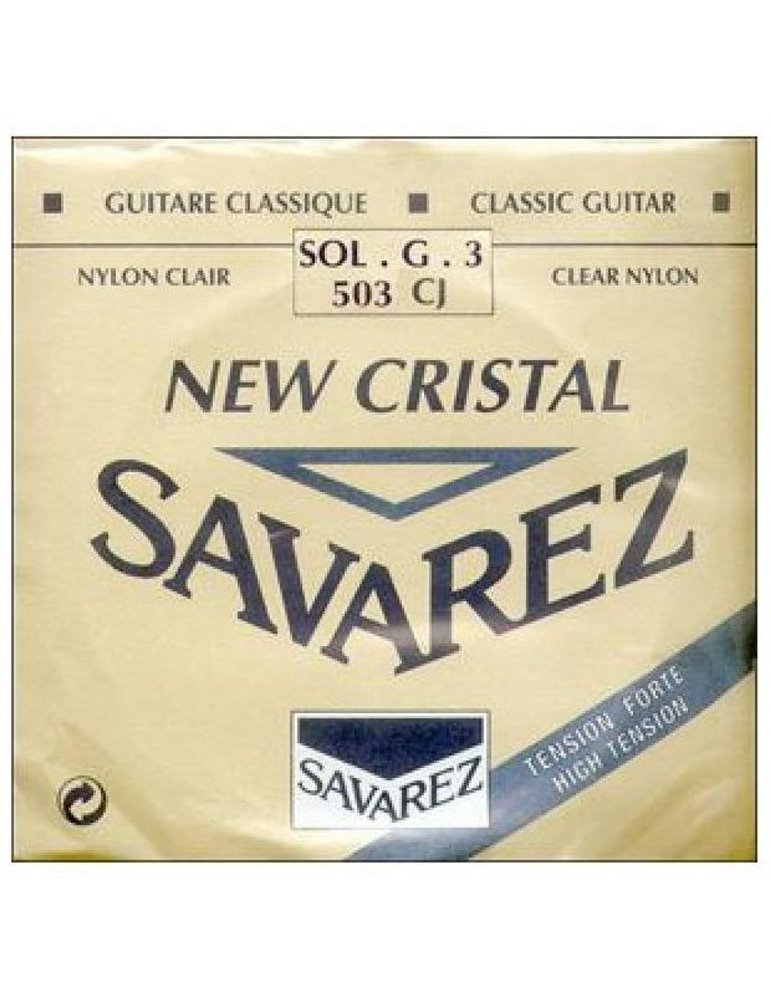 GUITARE CLASSIQUE CLASSIC GUITAR
SOL . G . 3
NYLON CLAIR 503 CJ CLEAR NYLON
NEW CRISTAL
SAVAREZ
TENSION FORTE
HIGH TENSION
SAVAREZ